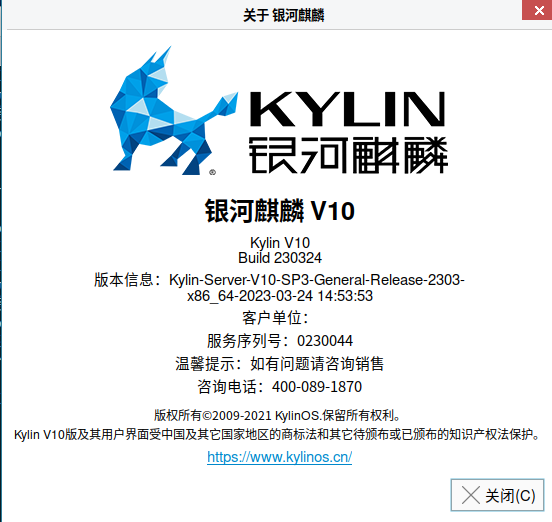 关于 银河麒麟
KYLIN
银河麒麟
®
银河麒麟 V10
Kylin V10
Build 230324
版本信息：Kylin-Server-V10-SP3-General-Release-2303-
x86_64-2023-03-24 14:53:53
客户单位：
服务序列号：0230044
温馨提示：如有问题请咨询销售
咨询电话：400-089-1870
版权所有©2009-2021 KylinOS.保留所有权利。
Kylin V10版及其用户界面受中国及其它国家地区的商标法和其它待颁布或已颁布的知识产权法保护。
https://www.kylinos.cn/
关闭(C)